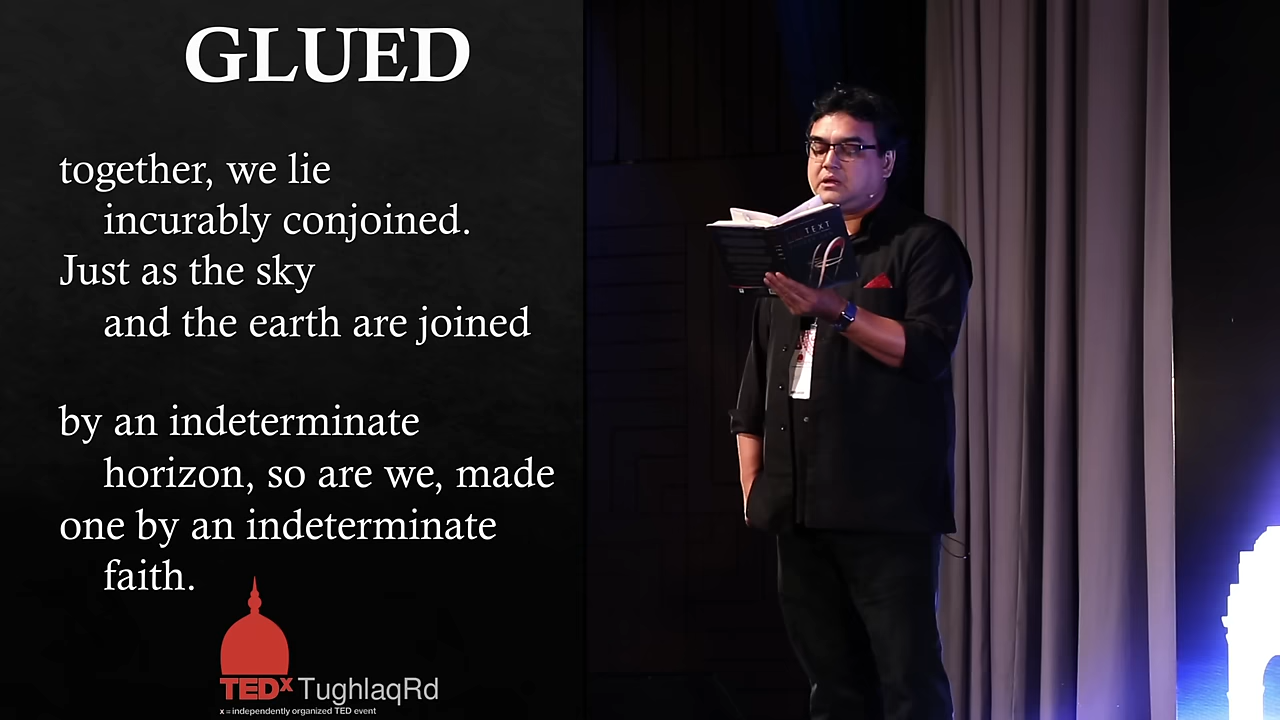 GLUED
together, we lie
incurably conjoined.
Just as the sky
and the earth are joined
by an indeterminate
horizon, so are we, made
one by an indeterminate
faith.
TEDx TughlaqRd
x = independently organized TED event
TEXT